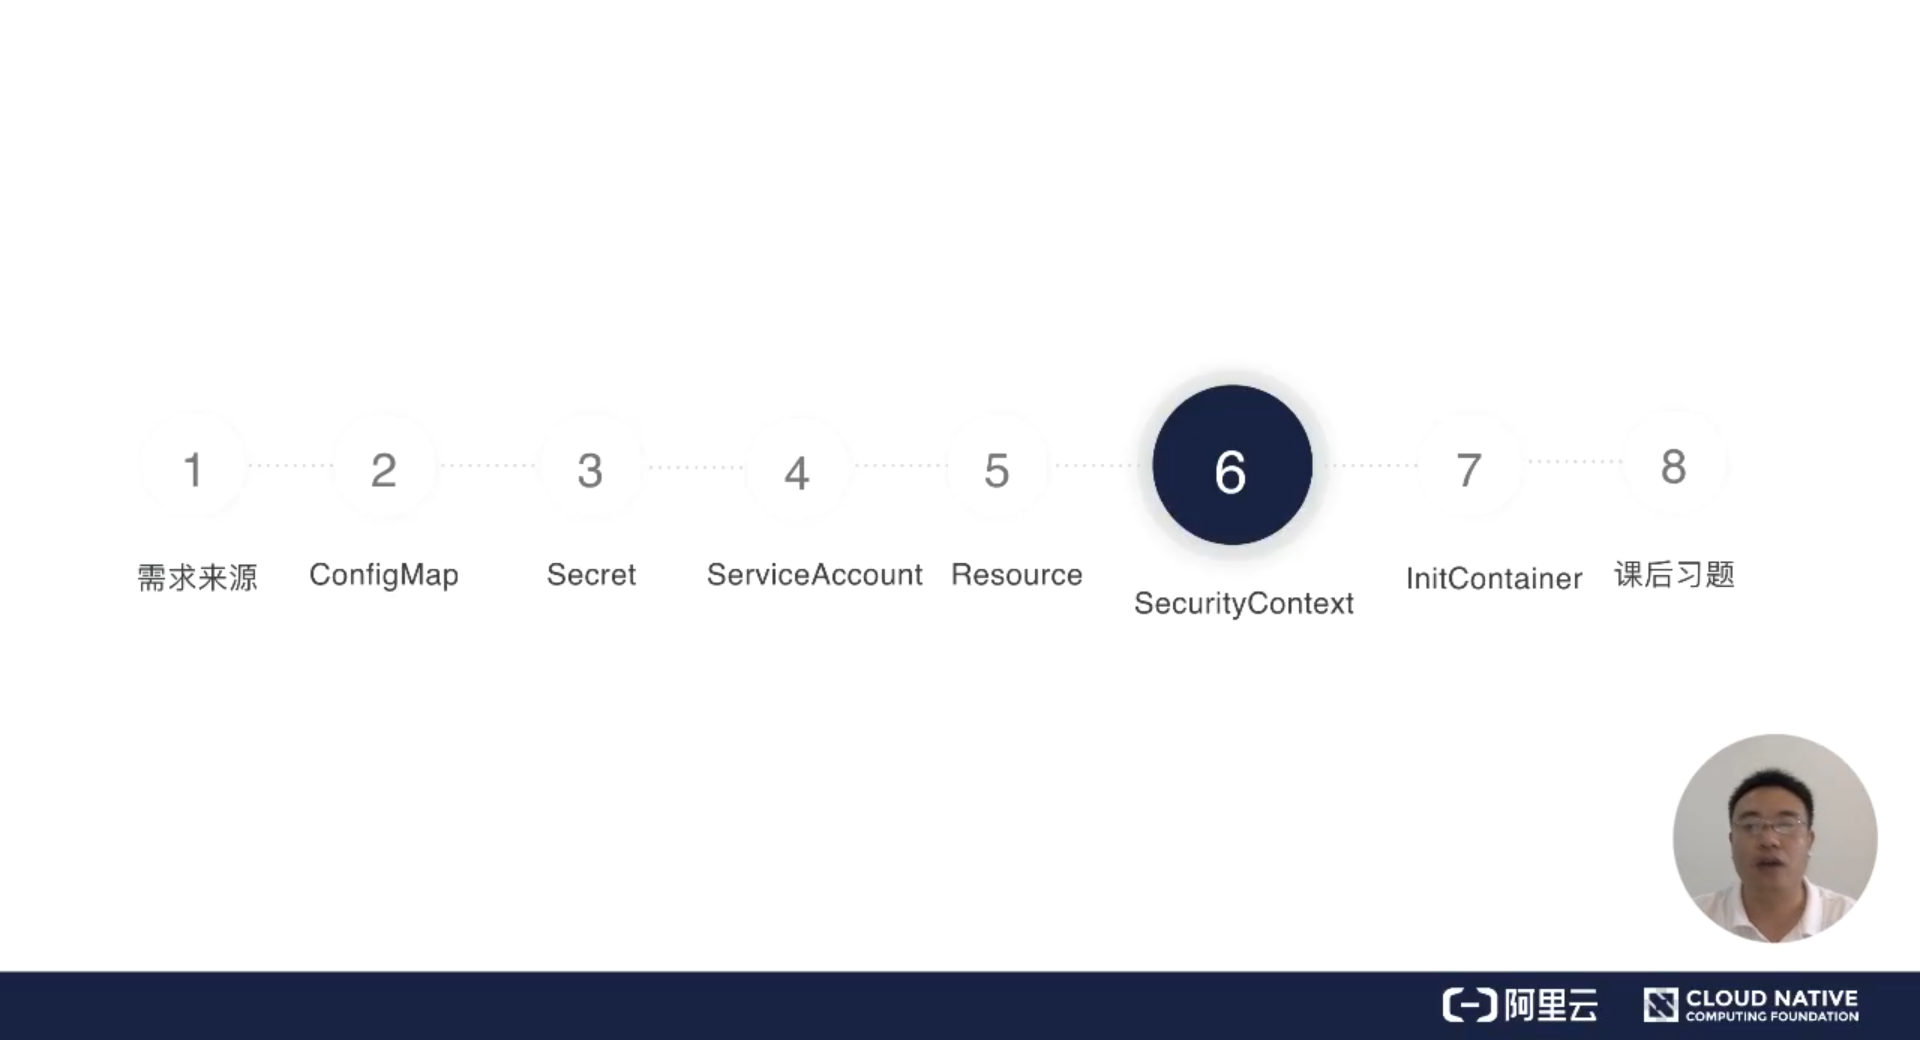 1
2
3
4
5
6
7
8
需求来源
ConfigMap
Secret
ServiceAccount
Resource
SecurityContext
InitContainer
课后习题
阿里云
CLOUD NATIVE
COMPUTING FOUNDATION